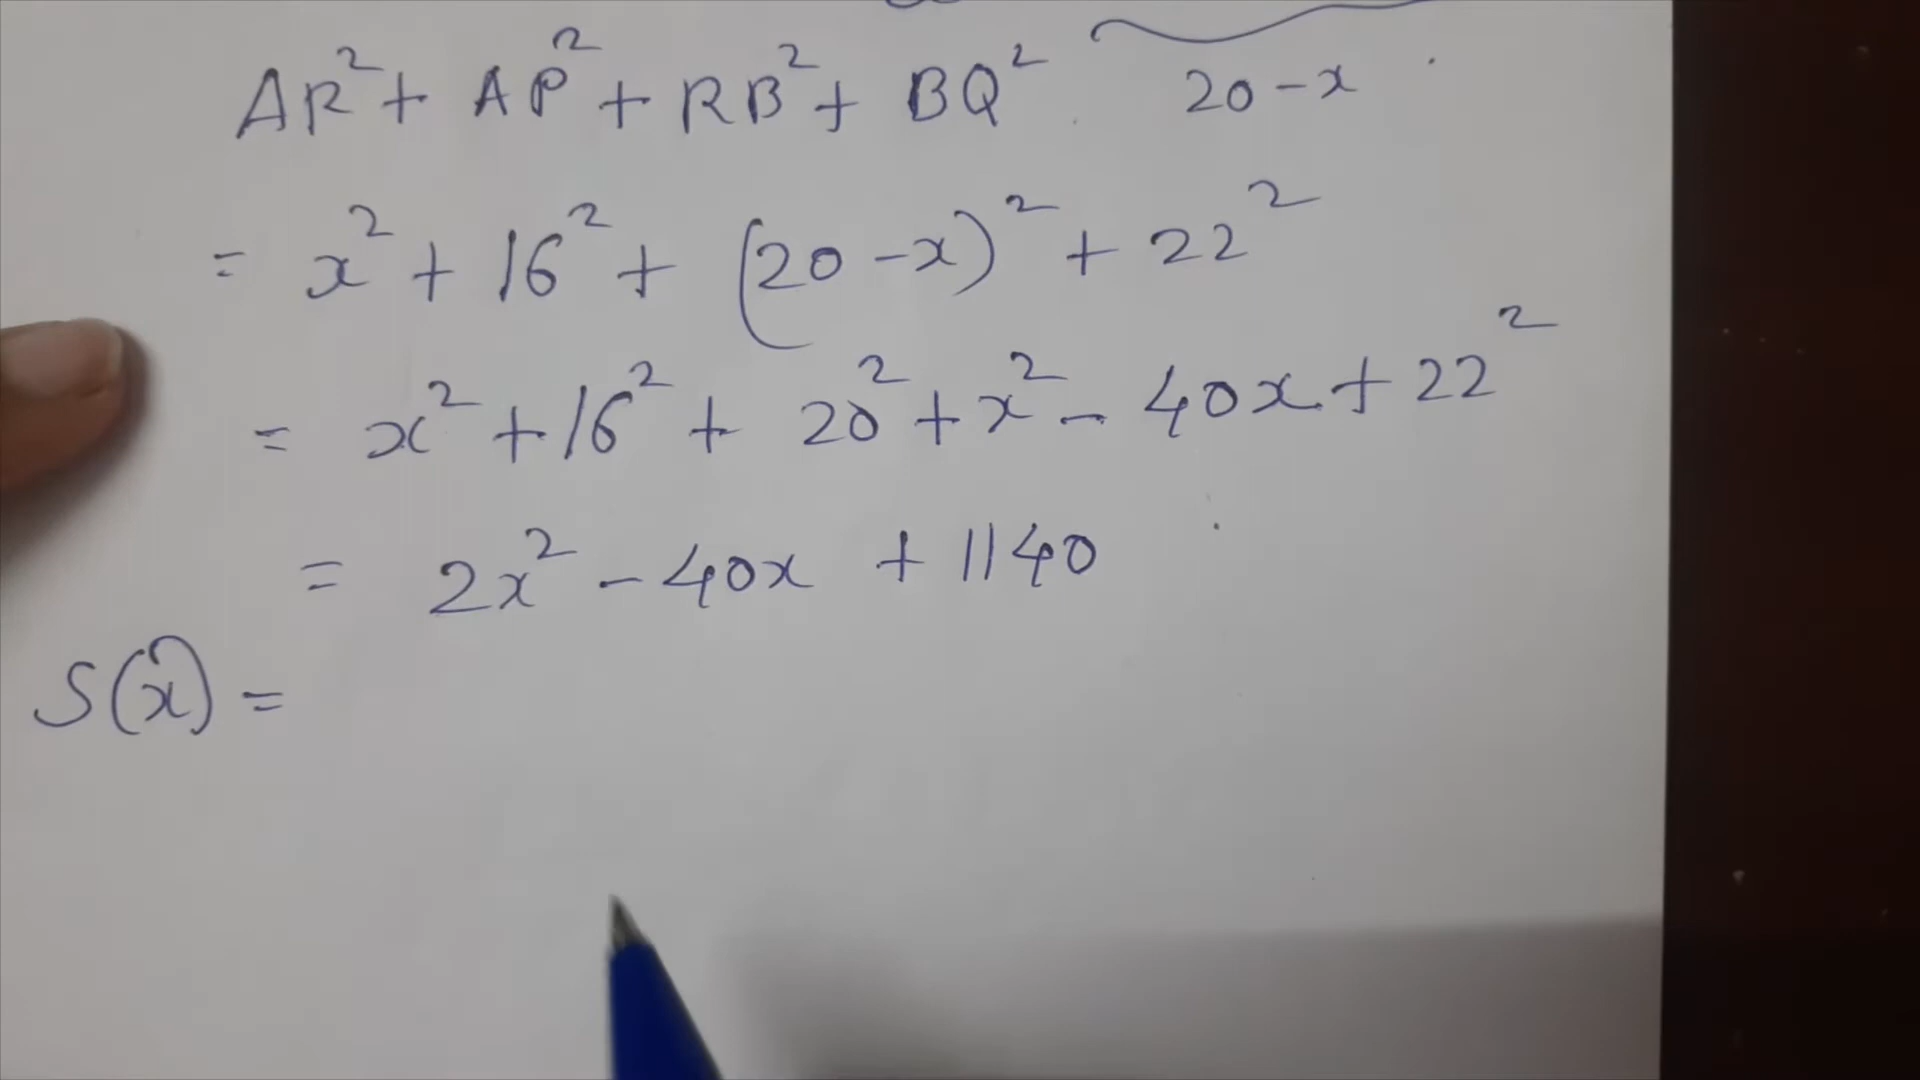 AR² + AP² + RB² + BQ²
20 - x
= x² + 16² + (20 - x)² + 22²
= x² + 16² + 20² + x² - 40x + 22²
= 2x² - 40x + 1140
S(x) =